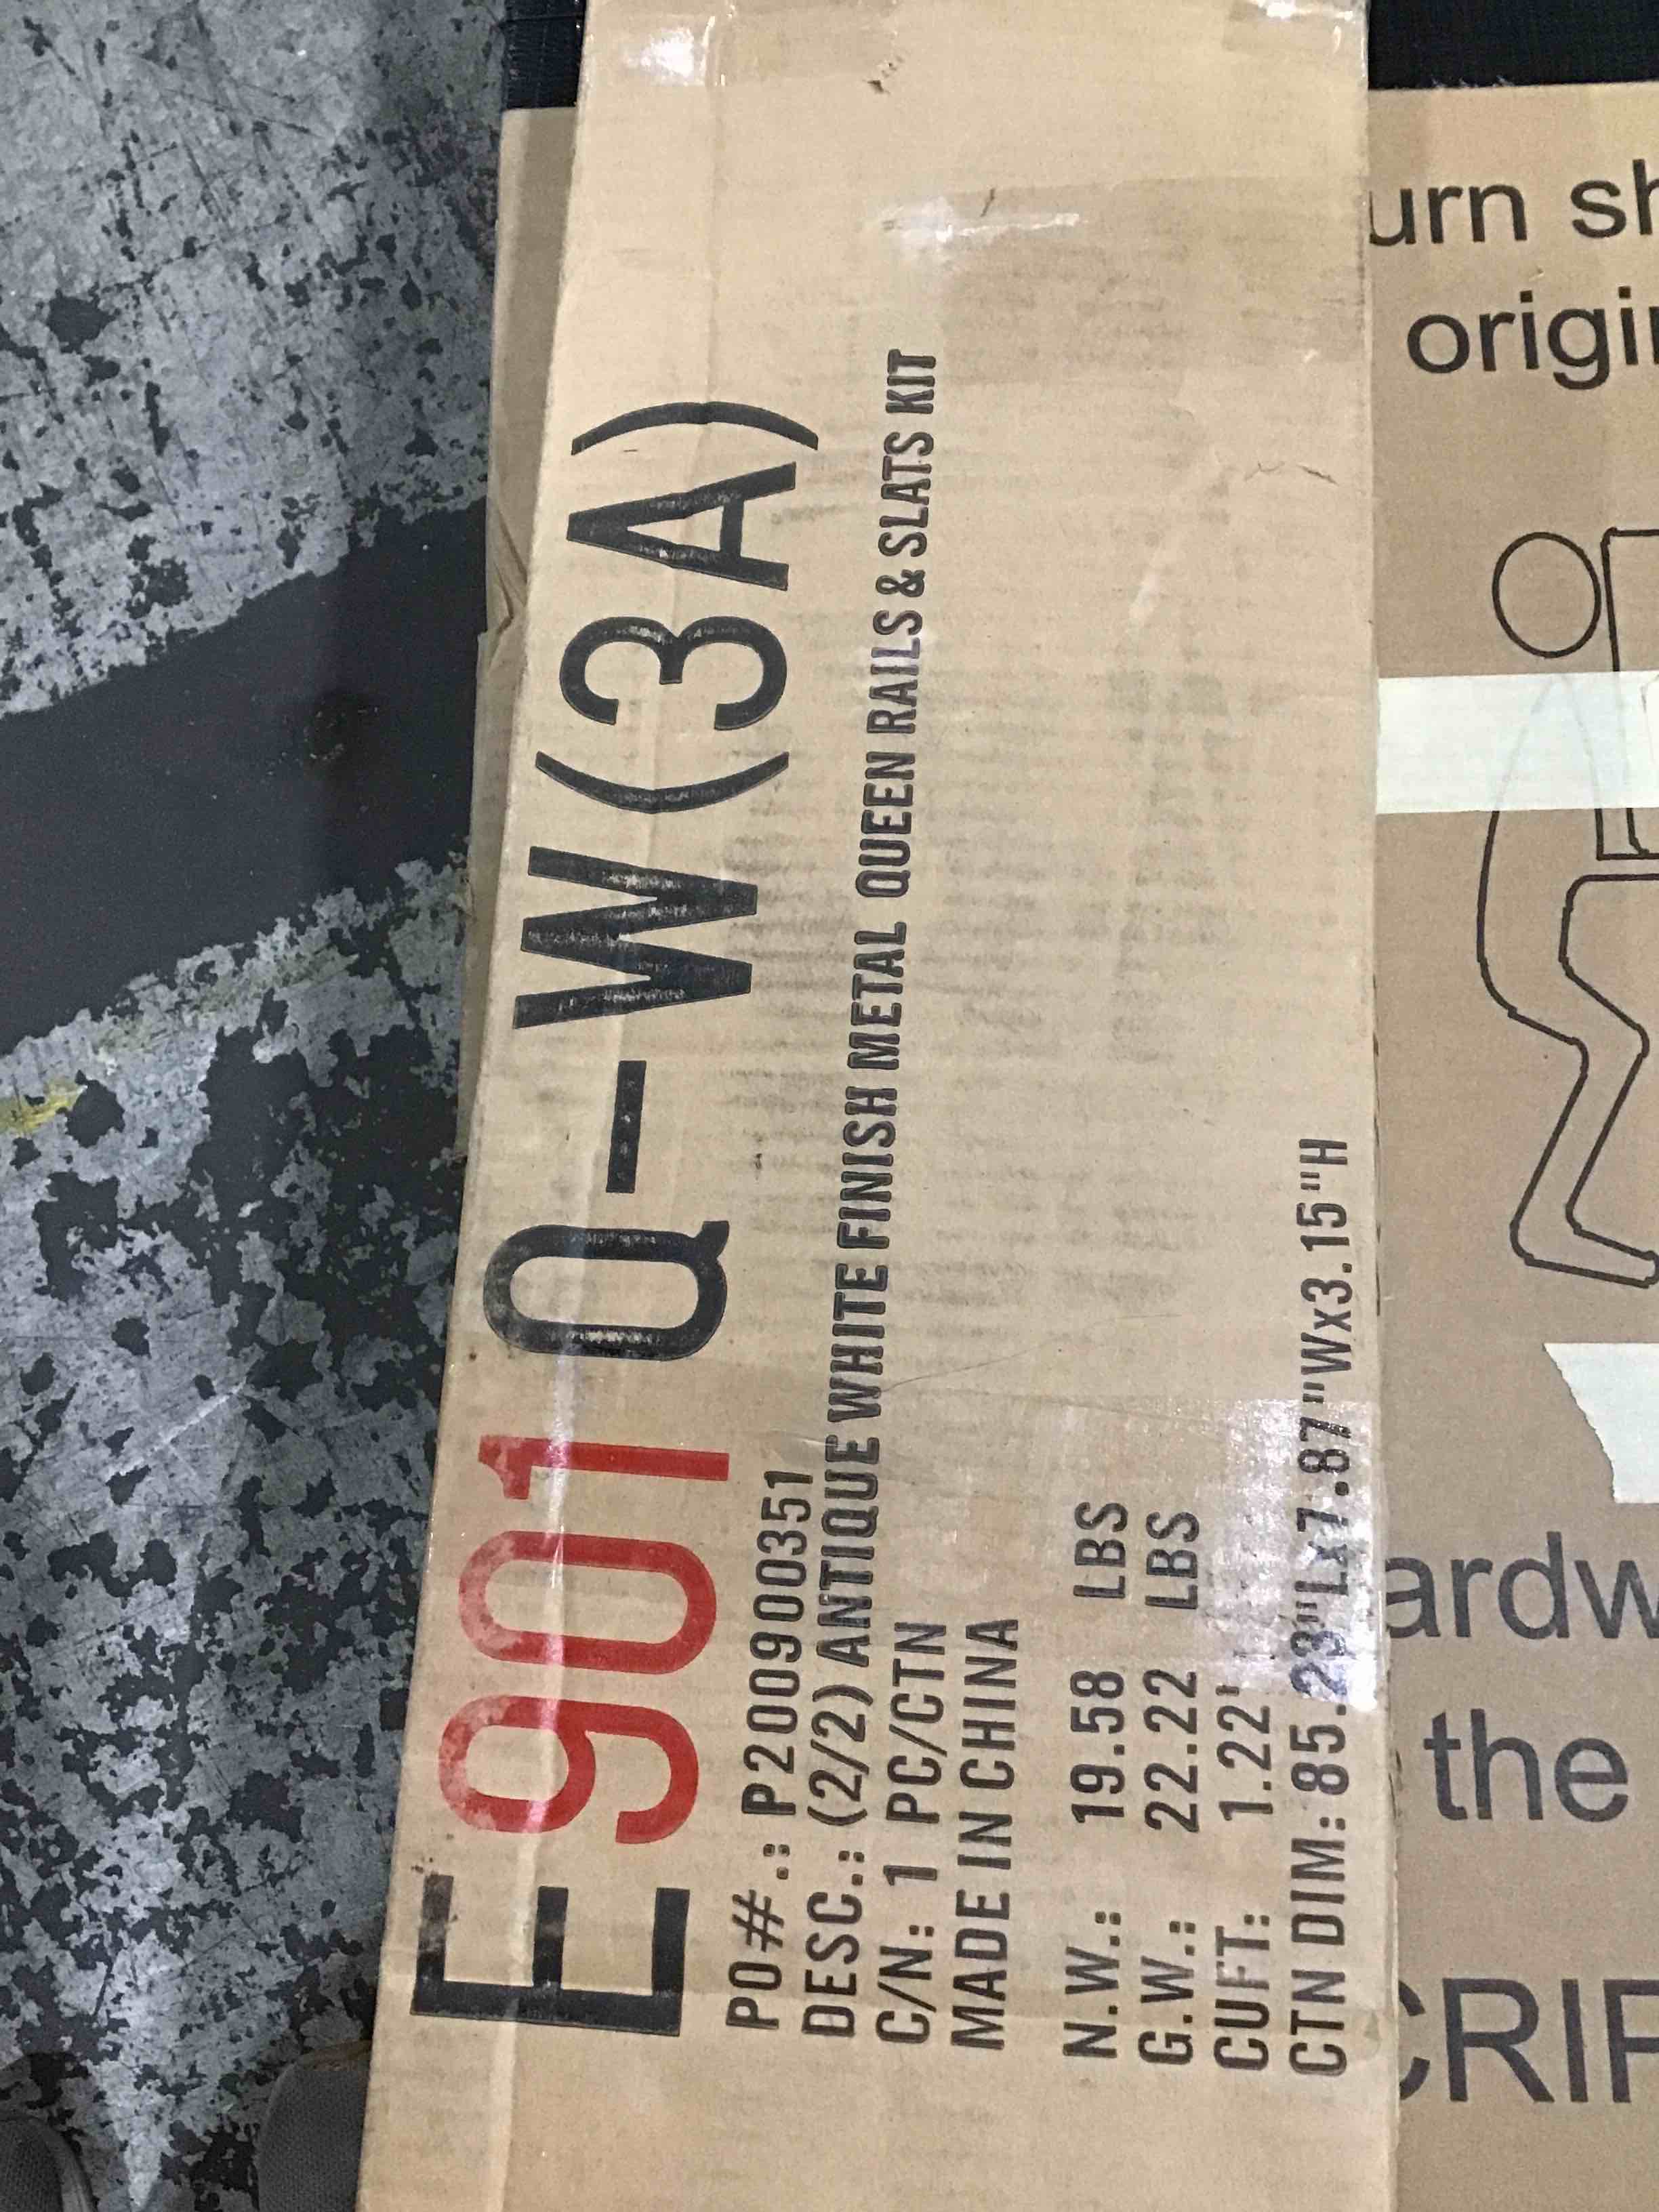 E901Q-W(3A)
PO#.: P200900351
DESC.: (2/2) ANTIQUE WHITE FINISH METAL QUEEN RAILS & SLATS KIT
C/N: 1 PC/CTN
MADE IN CHINA
N.W.: 19.58 LBS
G.W.: 22.22 LBS
CUFT: 1.22'
CTN DIM: 85.23"Lx7.87"Wx3.15"H
urn sh
origi
ardw
the
CRIP